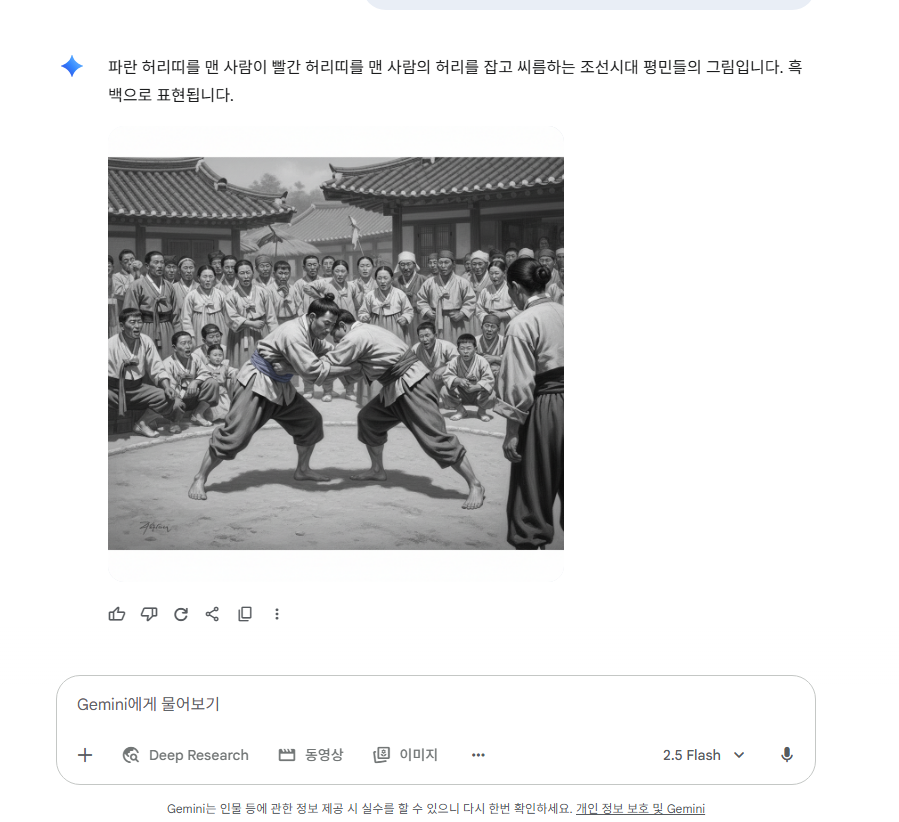 파란 허리띠를 맨 사람이 빨간 허리띠를 맨 사람의 허리를 잡고 씨름하는 조선시대 평민들의 그림입니다. 흑
백으로 표현됩니다.
Gemini에게 물어보기
Deep Research 동영상 이미지 2.5 Flash
Gemini는 인물 등에 관한 정보 제공 시 실수를 할 수 있으니 다시 한번 확인하세요. 개인 정보 보호 및 Gemini